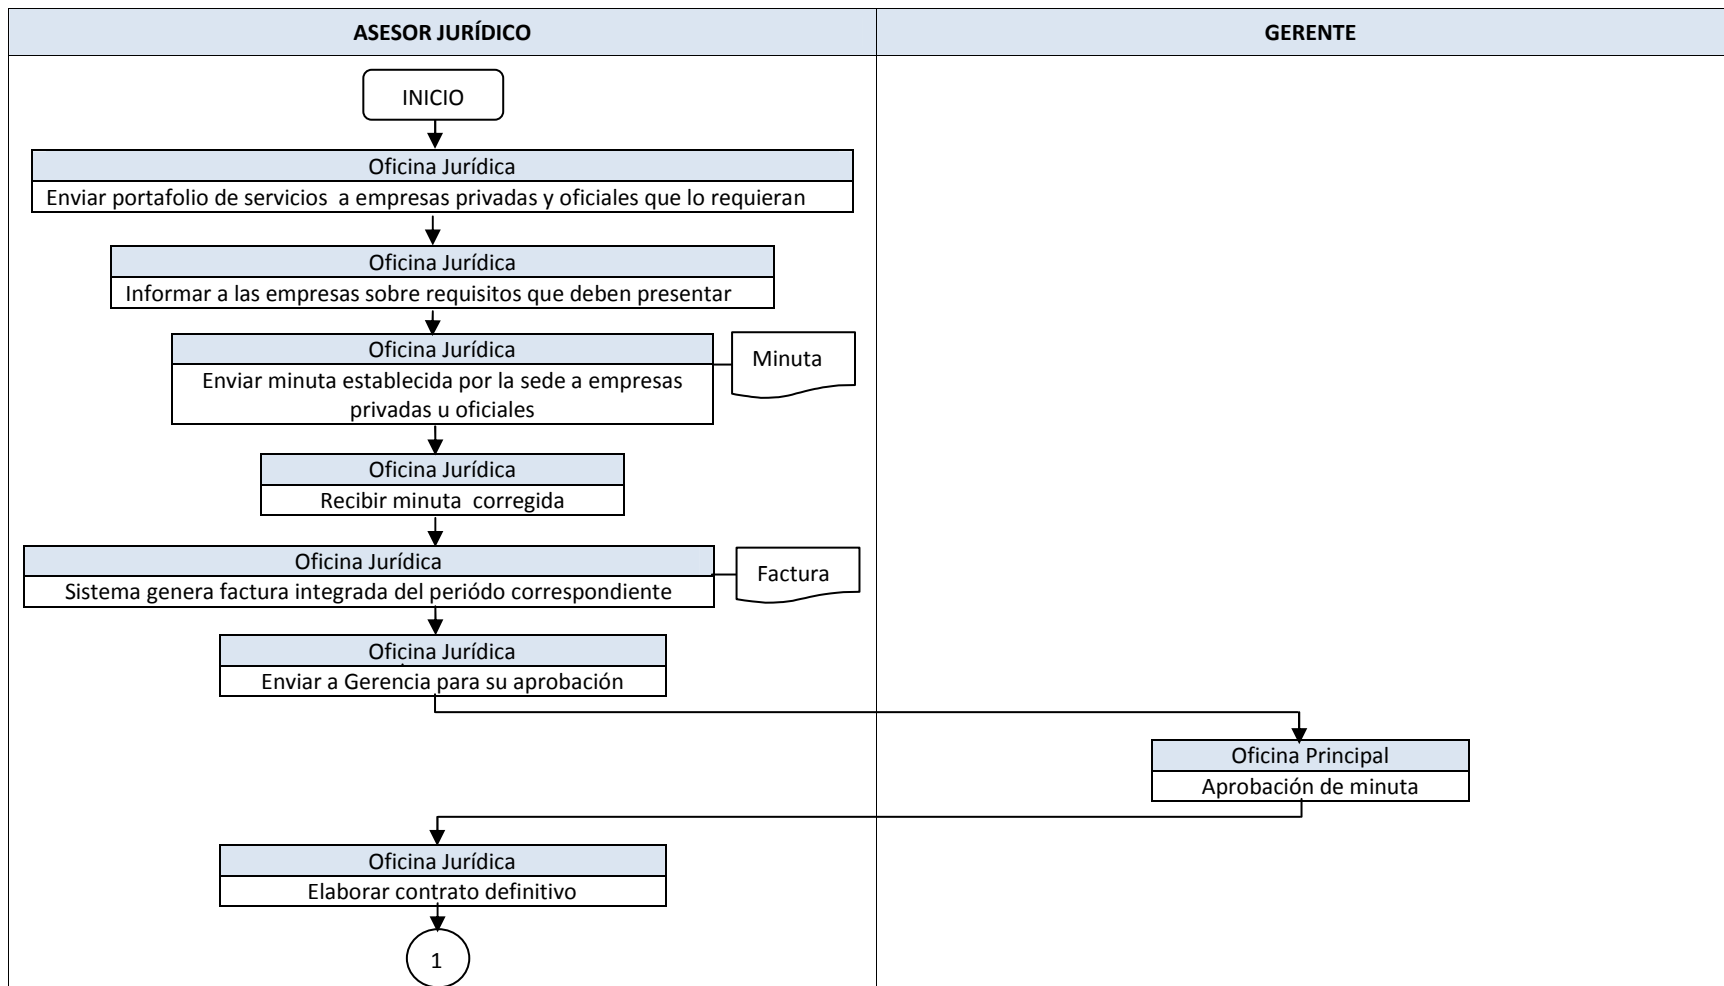 ASESOR JURÍDICO
GERENTE
INICIO
Oficina Jurídica
Enviar portafolio de servicios a empresas privadas y oficiales que lo requieran
Oficina Jurídica
Informar a las empresas sobre requisitos que deben presentar
Oficina Jurídica
Enviar minuta establecida por la sede a empresas
privadas u oficiales
Minuta
Oficina Jurídica
Recibir minuta corregida
Oficina Jurídica
Sistema genera factura integrada del periódo correspondiente
Factura
Oficina Jurídica
Enviar a Gerencia para su aprobación
Oficina Principal
Aprobación de minuta
Oficina Jurídica
Elaborar contrato definitivo
1